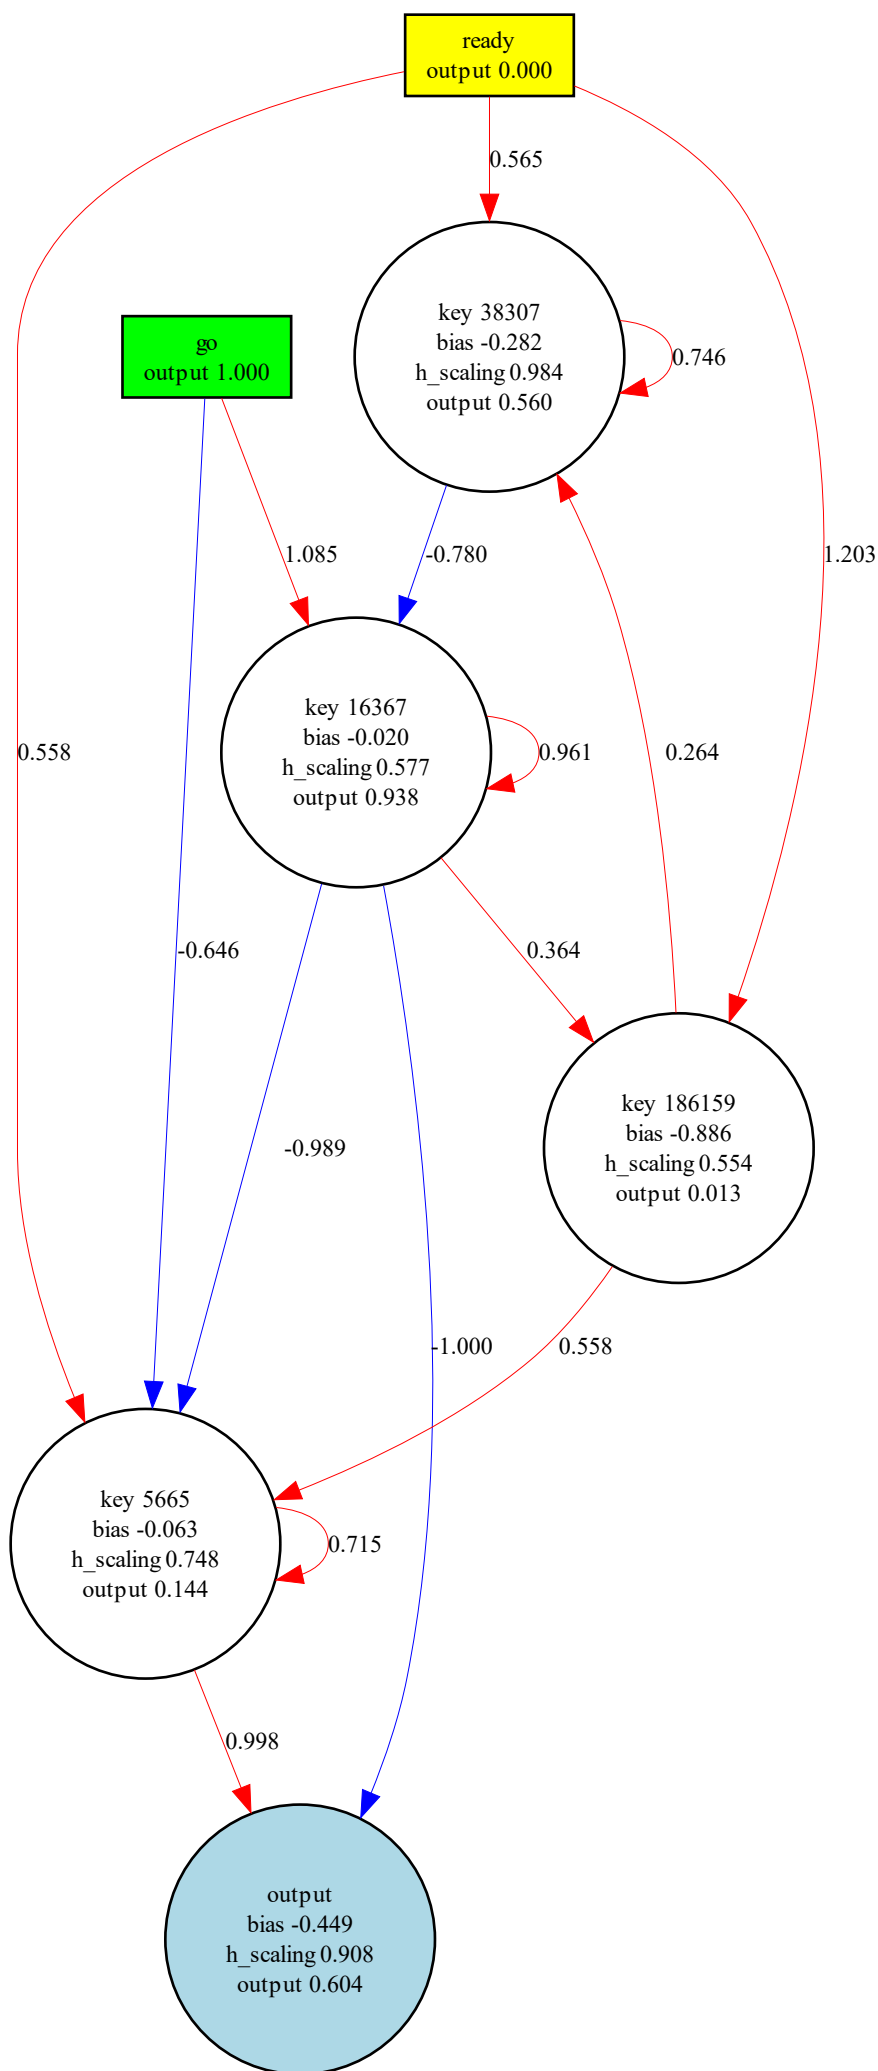 ready
output 0.000
0.565
key 38307
bias -0.282
h_scaling 0.984
output 0.560
0.746
go
output 1.000
1.085
-0.780
1.203
key 16367
bias -0.020
h_scaling 0.577
output 0.938
0.961
0.558
0.264
-0.646
0.364
key 186159
bias -0.886
h_scaling 0.554
output 0.013
-0.989
-1.000
0.558
key 5665
bias -0.063
h_scaling 0.748
output 0.144
0.715
0.998
output
bias -0.449
h_scaling 0.908
output 0.604